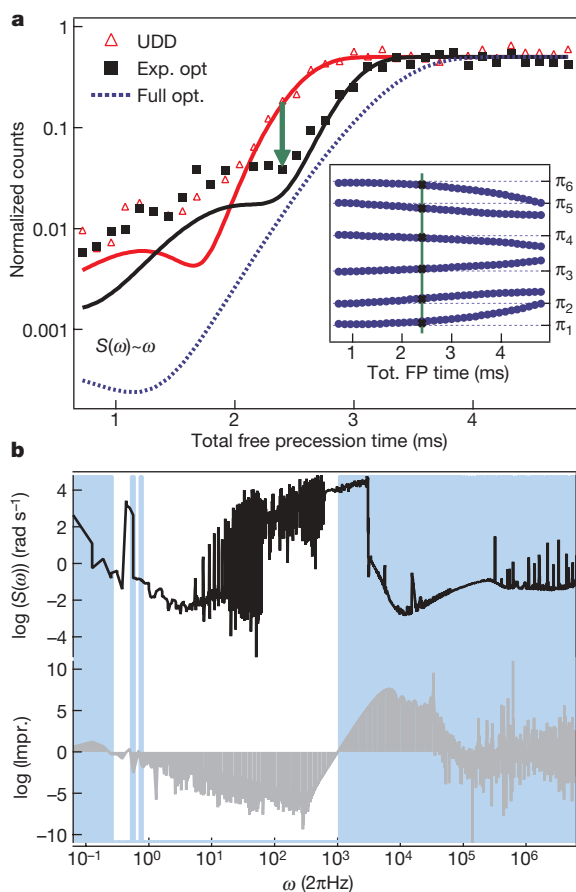 a
1
0.1
0.01
0.001
Normalized counts
UDD
Exp. opt
Full opt.
S(ω)~ω
π6
π5
π4
π3
π2
π1
0 1 2 3 4 5
Tot. FP time (ms)
1 2 3 4
Total free precession time (ms)
b
4
2
0
−2
−4
log (S(ω)) (rad s⁻¹)
10
5
0
−5
−10
log (Impr.)
10⁻¹ 10⁰ 10¹ 10² 10³ 10⁴ 10⁵ 10⁶
ω (2πHz)